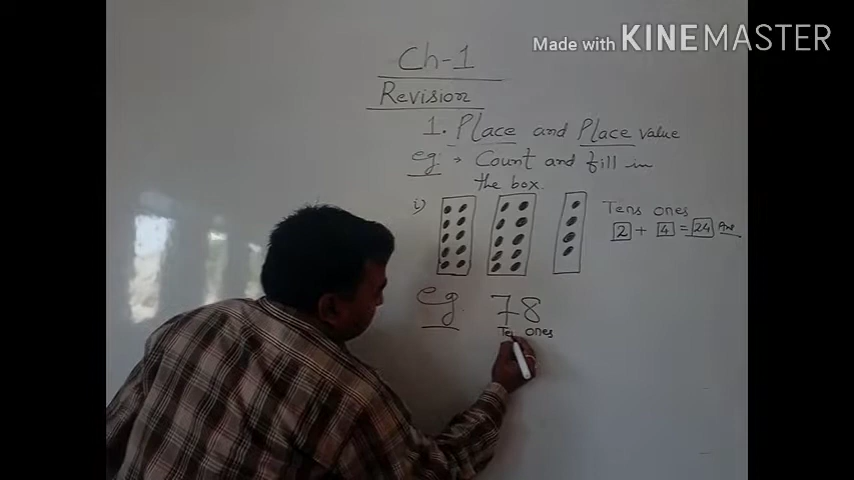 Made with KINEMASTER
Ch-1
Revision
1. Place and Place value
eg: → Count and fill in
the box.
i) Tens ones
2 + 4 = 24 Ans
eg. 78
Te ones